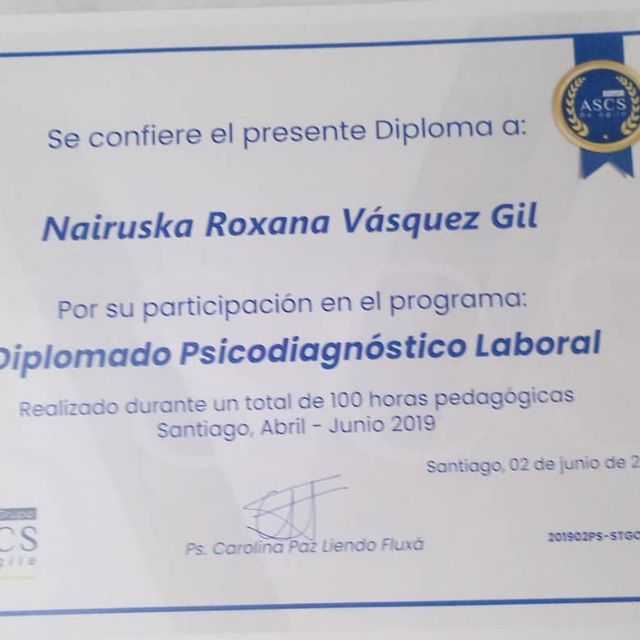 ASCS
Se confiere el presente Diploma a:
Nairuska Roxana Vásquez Gil
Por su participación en el programa:
Diplomado Psicodiagnóstico Laboral
Realizado durante un total de 100 horas pedagógicas
Santiago, Abril - Junio 2019
Santiago, 02 de junio de 2
CS
Ps. Carolina Paz Liendo Fluxá
201902PS-STGO